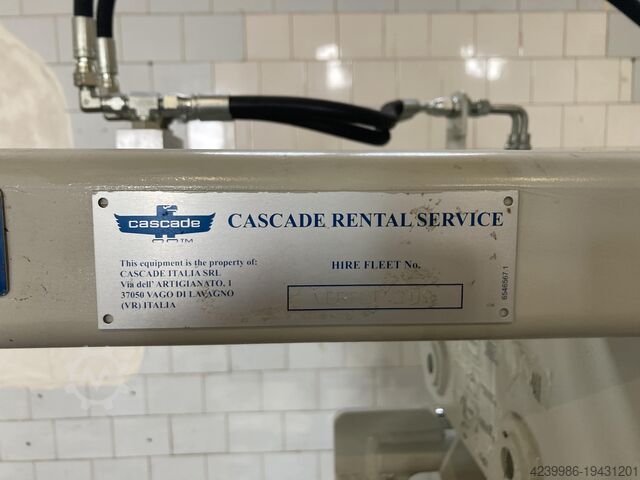 cascade
TM
CASCADE RENTAL SERVICE
This equipment is the property of:
CASCADE ITALIA SRL
Via dell' ARTIGIANATO, 1
37050 VAGO DI LAVAGNO
(VR) ITALIA
HIRE FLEET No.
6546567.1
4239986-19431201